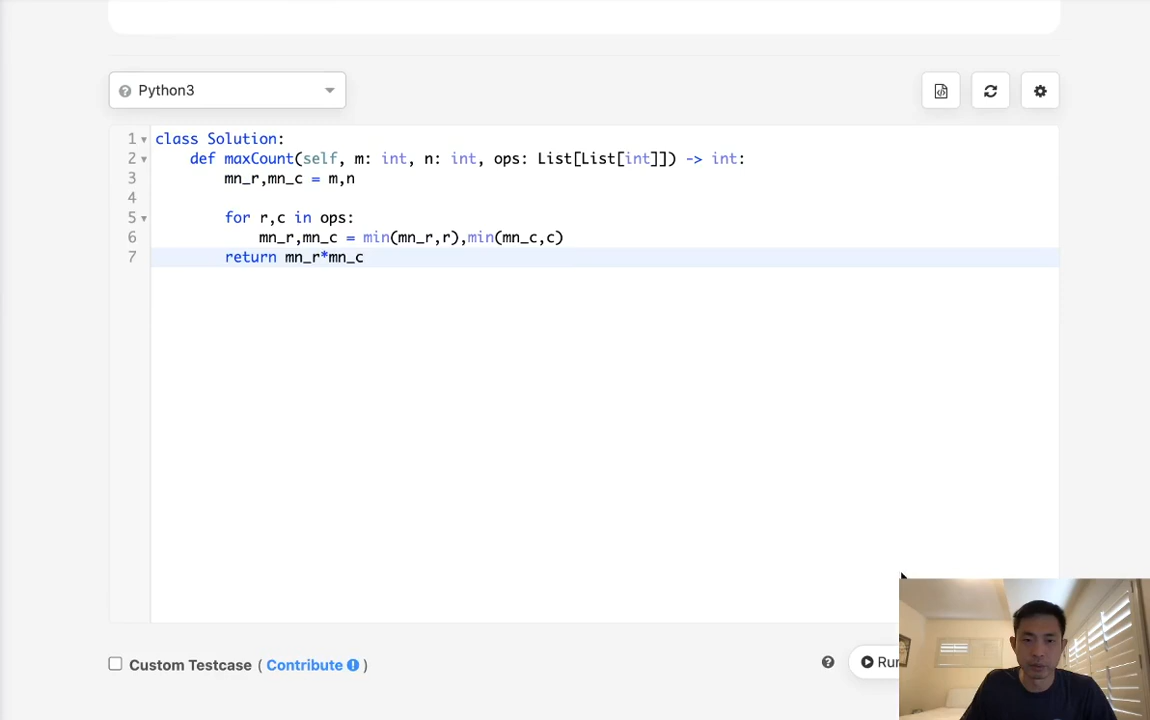 Python3
1 class Solution:
2 def maxCount(self, m: int, n: int, ops: List[List[int]]) -> int:
3 mn_r,mn_c = m,n
4
5 for r,c in ops:
6 mn_r,mn_c = min(mn_r,r),min(mn_c,c)
7 return mn_r*mn_c
Custom Testcase ( Contribute )
Run